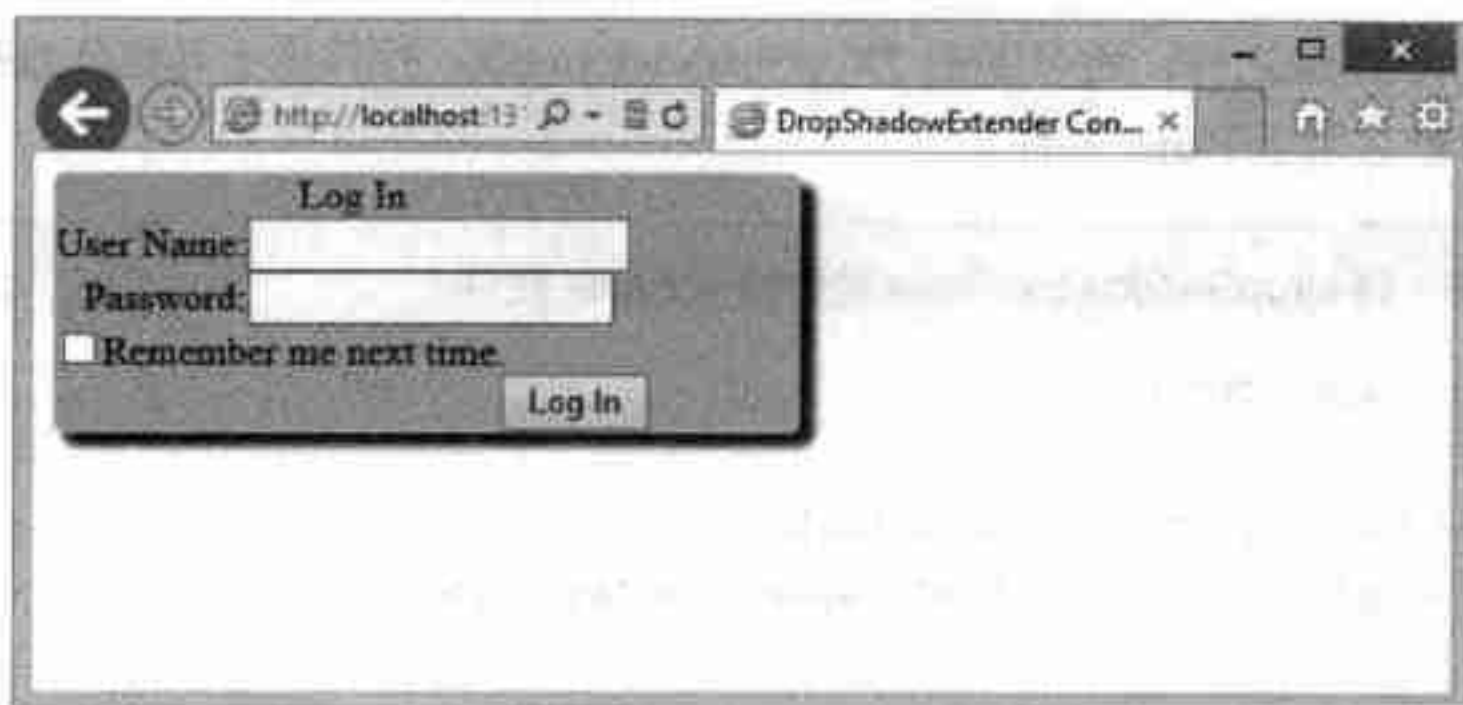 http://localhost:13 DropShadowExtender Con...
Log In
User Name:
Password:
Remember me next time.
Log In